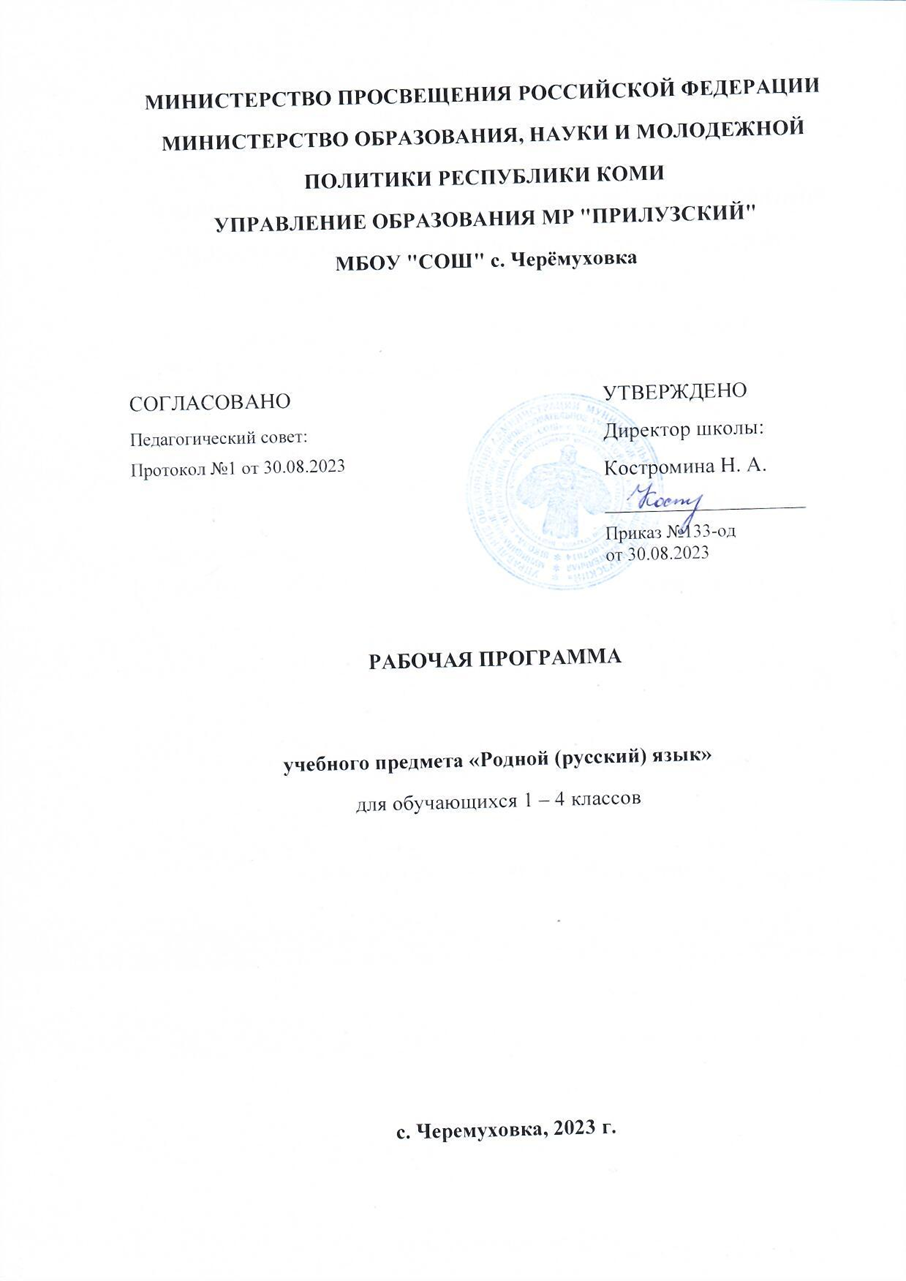 МИНИСТЕРСТВО ПРОСВЕЩЕНИЯ РОССИЙСКОЙ ФЕДЕРАЦИИ
МИНИСТЕРСТВО ОБРАЗОВАНИЯ, НАУКИ И МОЛОДЕЖНОЙ
ПОЛИТИКИ РЕСПУБЛИКИ КОМИ
УПРАВЛЕНИЕ ОБРАЗОВАНИЯ МР "ПРИЛУЗСКИЙ"
МБОУ "СОШ" с. Черёмуховка
СОГЛАСОВАНО
Педагогический совет:
Протокол №1 от 30.08.2023
УТВЕРЖДЕНО
Директор школы:
Костромина Н. А.
Приказ №133-од
от 30.08.2023
РАБОЧАЯ ПРОГРАММА
учебного предмета «Родной (русский) язык»
для обучающихся 1 – 4 классов
с. Черемуховка, 2023 г.